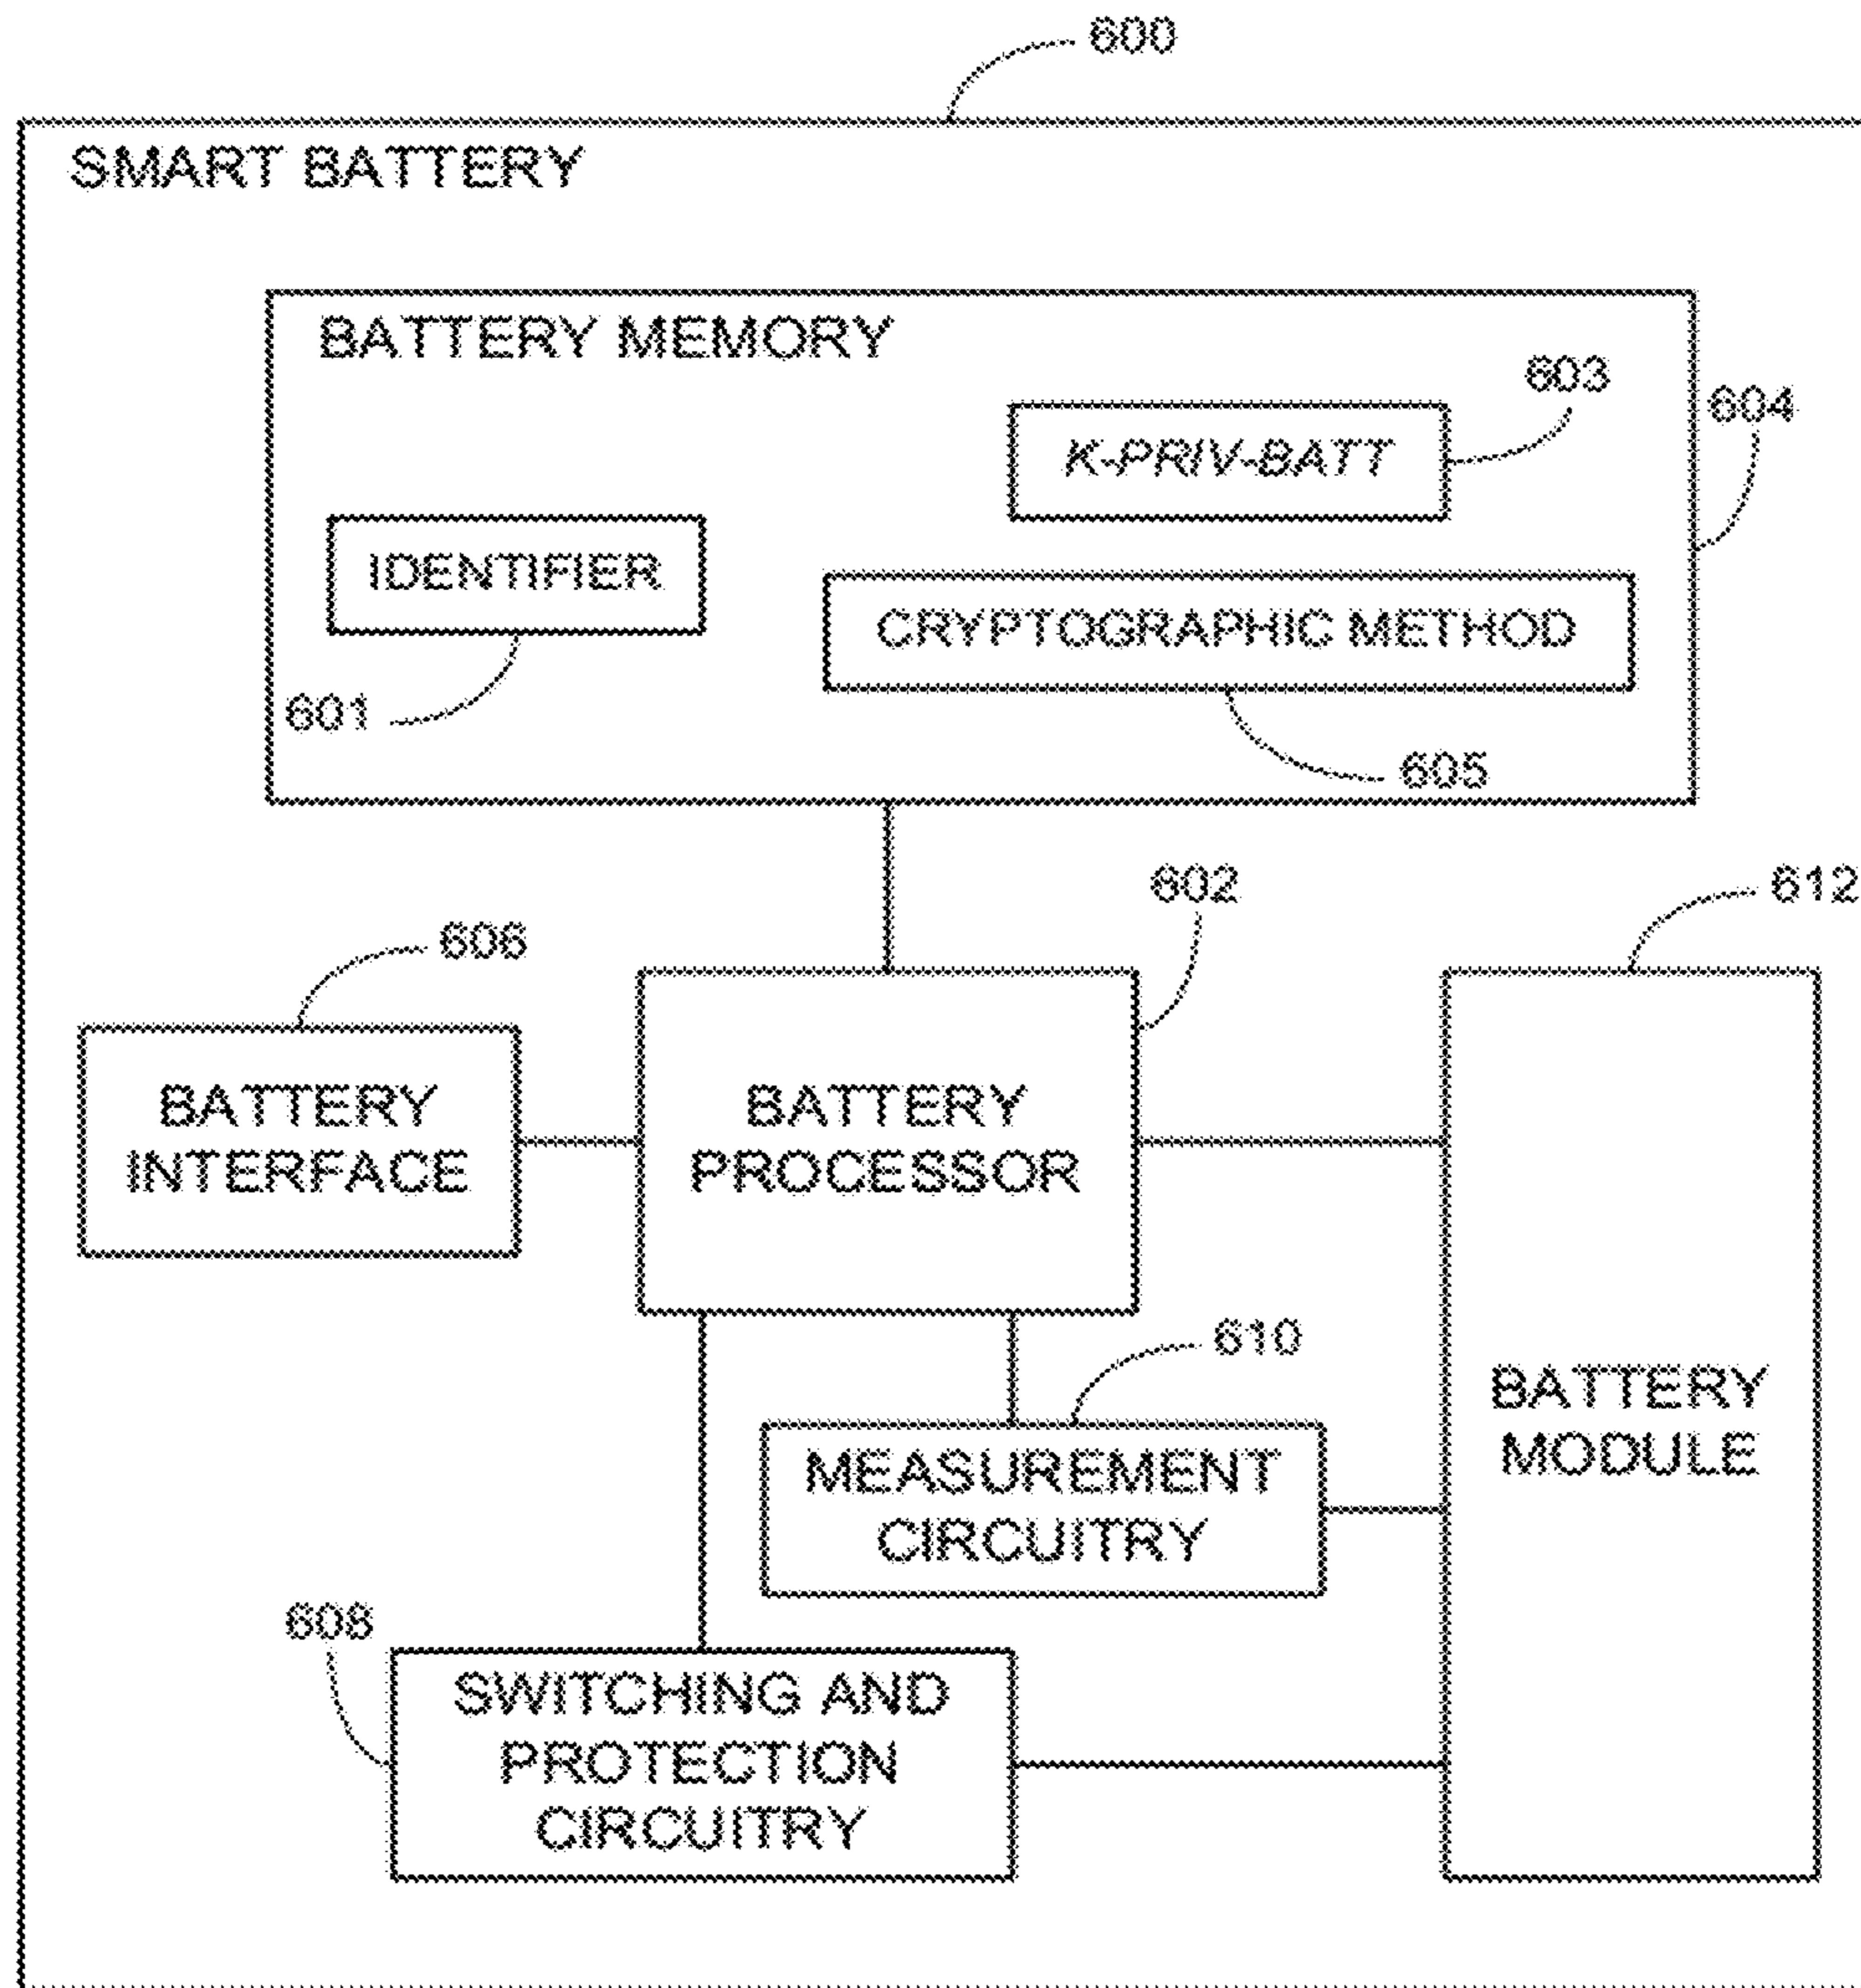 600
SMART BATTERY
BATTERY MEMORY
603
604
K-PRIV-BATT
IDENTIFIER
CRYPTOGRAPHIC METHOD
601
605
602
612
606
BATTERY
INTERFACE
BATTERY
PROCESSOR
610
BATTERY
MODULE
MEASUREMENT
CIRCUITRY
608
SWITCHING AND
PROTECTION
CIRCUITRY